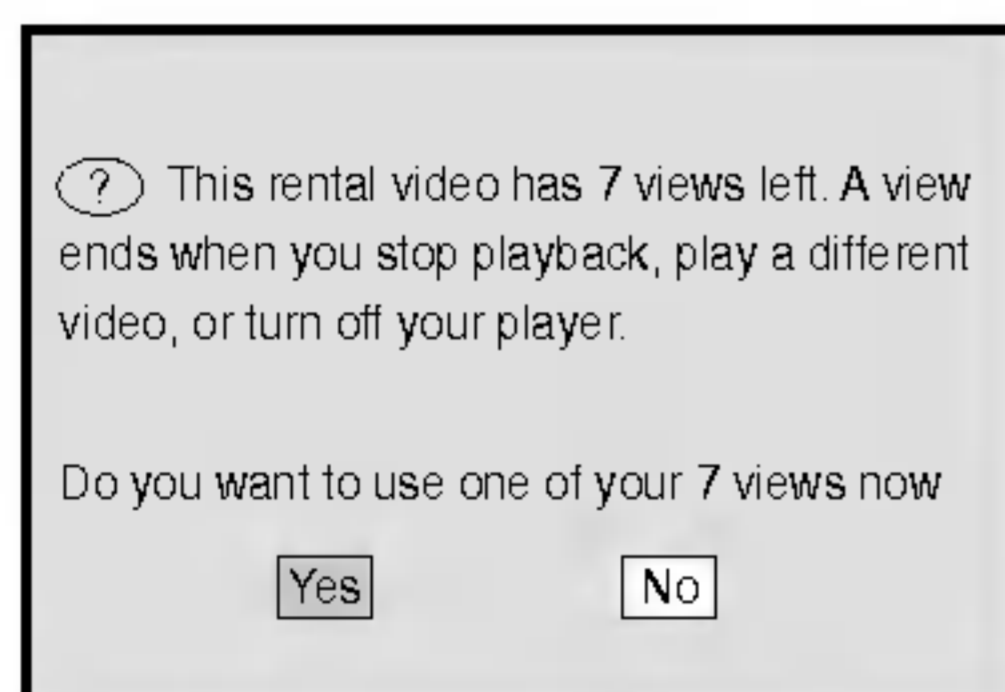 ? This rental video has 7 views left. A view
ends when you stop playback, play a different
video, or turn off your player.
Do you want to use one of your 7 views now
Yes No